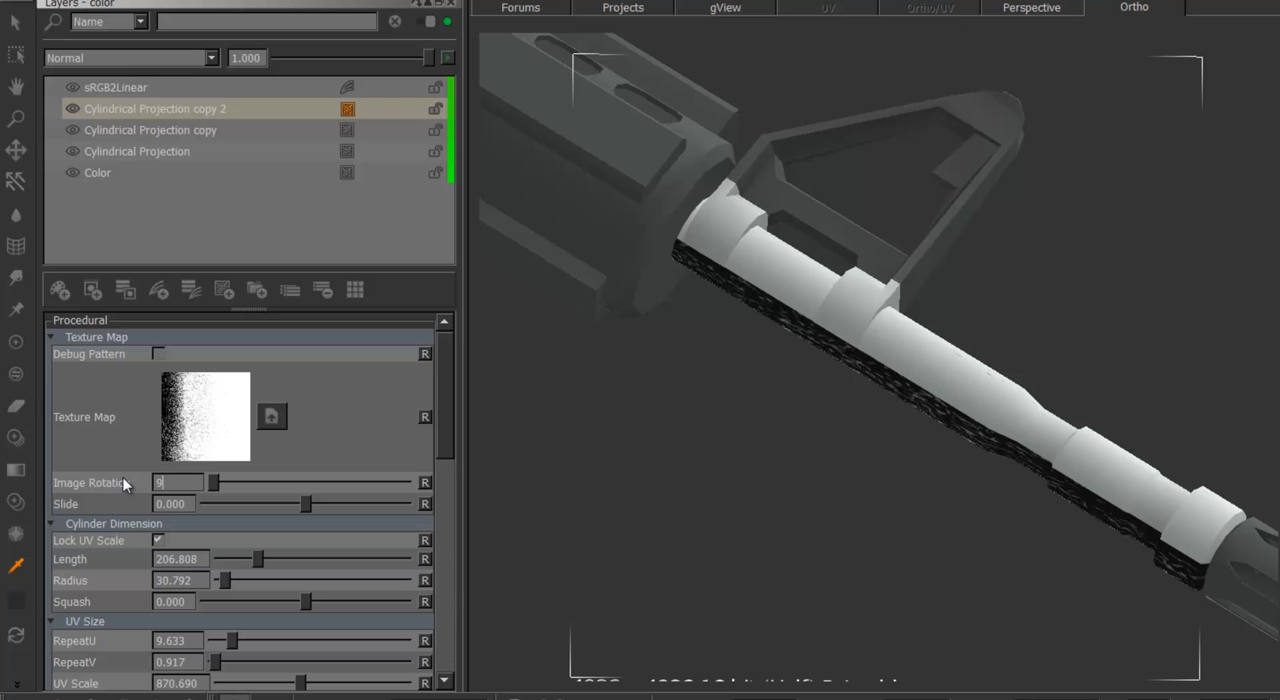 Layers - color
Forums Projects gView UV Ortho/UV Perspective Ortho
Name
Normal 1.000
sRGB2Linear
Cylindrical Projection copy 2
Cylindrical Projection copy
Cylindrical Projection
Color
Procedural
Texture Map
Debug Pattern R
Texture Map R
Image Rotation 9 R
Slide 0.000 R
Cylinder Dimension
Lock UV Scale R
Length 206.808 R
Radius 30.792 R
Squash 0.000 R
UV Size
RepeatU 9.633 R
RepeatV 0.917 R
UV Scale 870.690 R